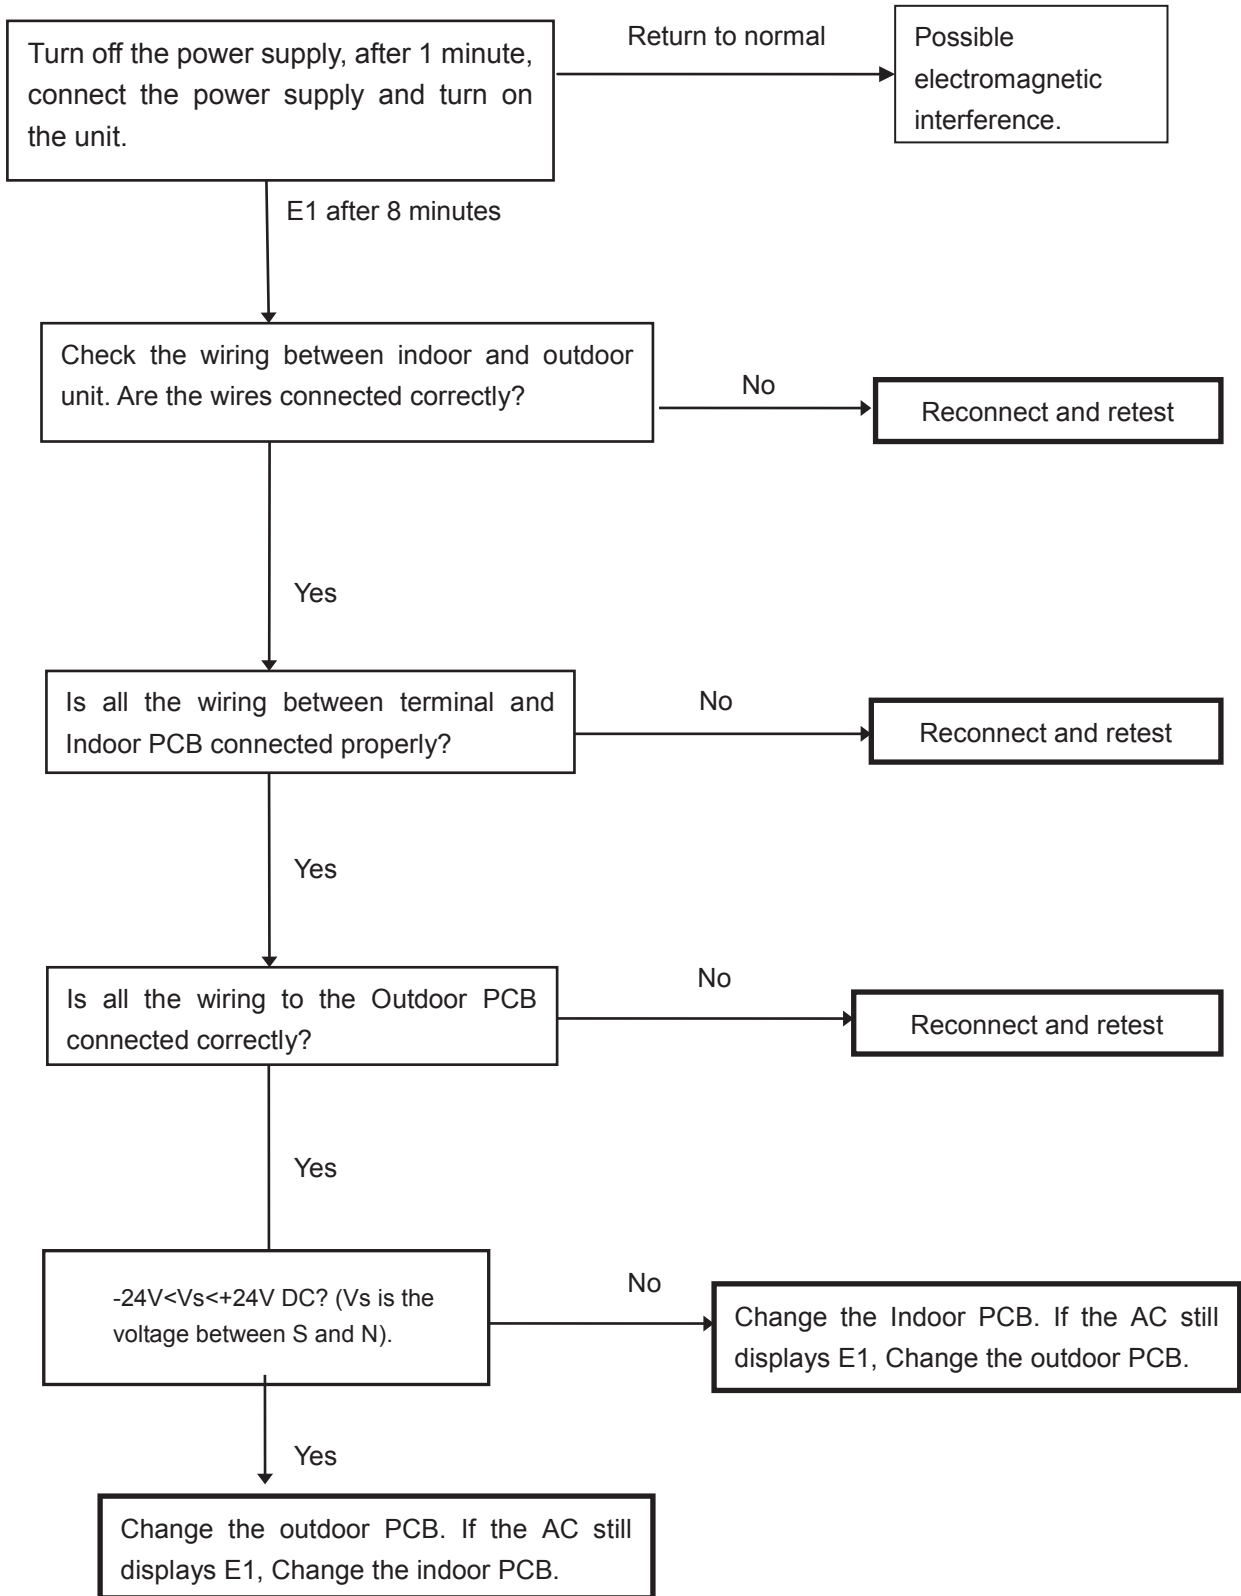 Turn off the power supply, after 1 minute,
connect the power supply and turn on
the unit.
Return to normal
Possible
electromagnetic
interference.
E1 after 8 minutes
Check the wiring between indoor and outdoor
unit. Are the wires connected correctly?
No
Reconnect and retest
Yes
Is all the wiring between terminal and
Indoor PCB connected properly?
No
Reconnect and retest
Yes
Is all the wiring to the Outdoor PCB
connected correctly?
No
Reconnect and retest
Yes
-24V<Vs<+24V DC? (Vs is the
voltage between S and N).
No
Change the Indoor PCB. If the AC still
displays E1, Change the outdoor PCB.
Yes
Change the outdoor PCB. If the AC still
displays E1, Change the indoor PCB.